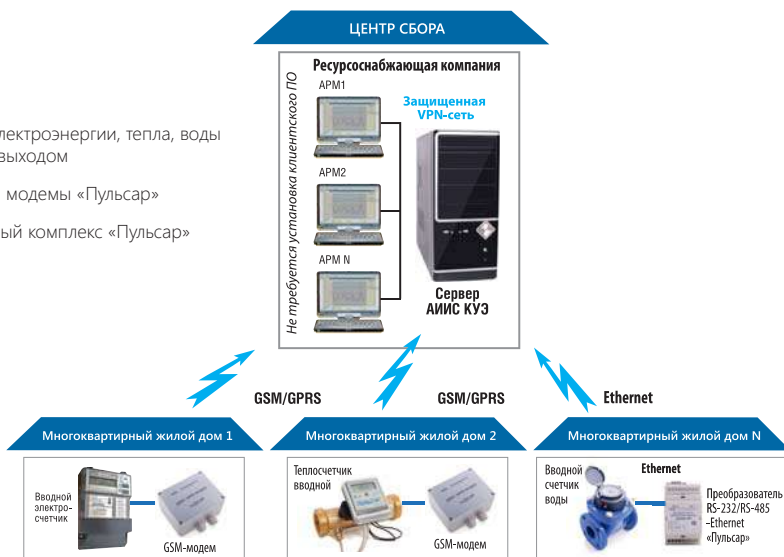 ЦЕНТР СБОРА
Ресурсоснабжающая компания
Не требуется установка клиентского ПО
АРМ1
Защищенная
VPN-сеть
АРМ2
АРМ N
Сервер
АИИС КУЭ
лектроэнергии, тепла, воды
выходом
модемы «Пульсар»
ый комплекс «Пульсар»
GSM/GPRS
GSM/GPRS
Ethernet
Многоквартирный жилой дом 1
Вводной
электро-
счетчик
GSM-модем
Многоквартирный жилой дом 2
Теплосчетчик
вводной
GSM-модем
Многоквартирный жилой дом N
Вводной
счетчик
воды
Ethernet
Преобразователь
RS-232/RS-485
–Ethernet
«Пульсар»